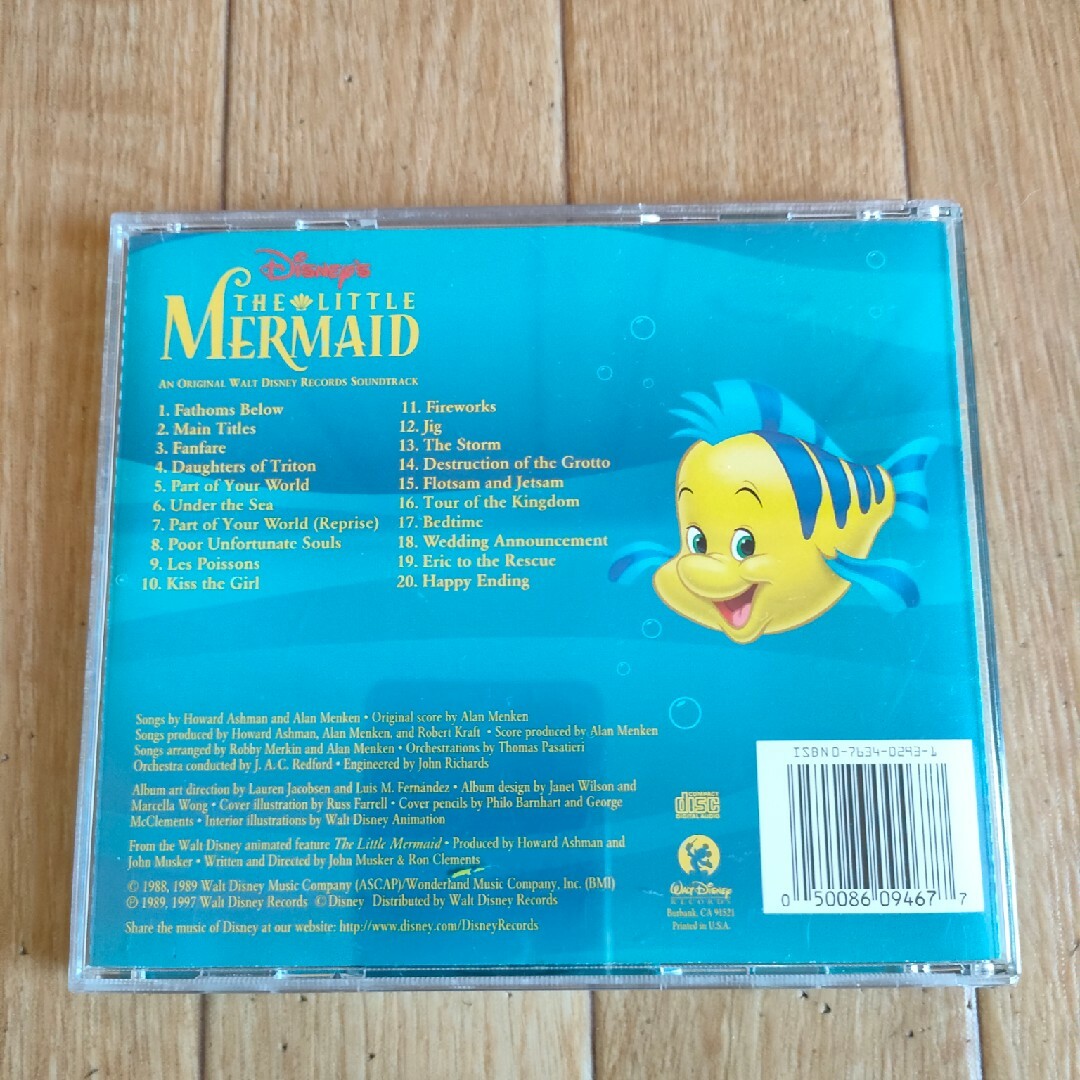 Disney's
THE LITTLE
MERMAID
AN ORIGINAL WALT DISNEY RECORDS SOUNDTRACK
1. Fathoms Below
2. Main Titles
3. Fanfare
4. Daughters of Triton
5. Part of Your World
6. Under the Sea
7. Part of Your World (Reprise)
8. Poor Unfortunate Souls
9. Les Poissons
10. Kiss the Girl
11. Fireworks
12. Jig
13. The Storm
14. Destruction of the Grotto
15. Flotsam and Jetsam
16. Tour of the Kingdom
17. Bedtime
18. Wedding Announcement
19. Eric to the Rescue
20. Happy Ending
Songs by Howard Ashman and Alan Menken • Original score by Alan Menken
Songs produced by Howard Ashman, Alan Menken, and Robert Kraft • Score produced by Alan Menken
Songs arranged by Robby Merkin and Alan Menken • Orchestrations by Thomas Pasatieri
Orchestra conducted by J. A. C. Redford • Engineered by John Richards
Album art direction by Lauren Jacobsen and Luis M. Fernández • Album design by Janet Wilson and
Marcella Wong • Cover illustration by Russ Farrell • Cover pencils by Philo Barnhart and George
McClements • Interior illustrations by Walt Disney Animation
From the Walt Disney animated feature The Little Mermaid • Produced by Howard Ashman and
John Musker • Written and Directed by John Musker & Ron Clements
© 1988, 1989 Walt Disney Music Company (ASCAP)/Wonderland Music Company, Inc. (BMI)
℗ 1989, 1997 Walt Disney Records © Disney Distributed by Walt Disney Records
Share the music of Disney at our website: http://www.disney.com/DisneyRecords
COMPACT
disc
DIGITAL AUDIO
WALT DISNEY
RECORDS
Burbank, CA 91521
Printed in U.S.A.
ISBN 0-7634-0293-1
0 50086 09467 7